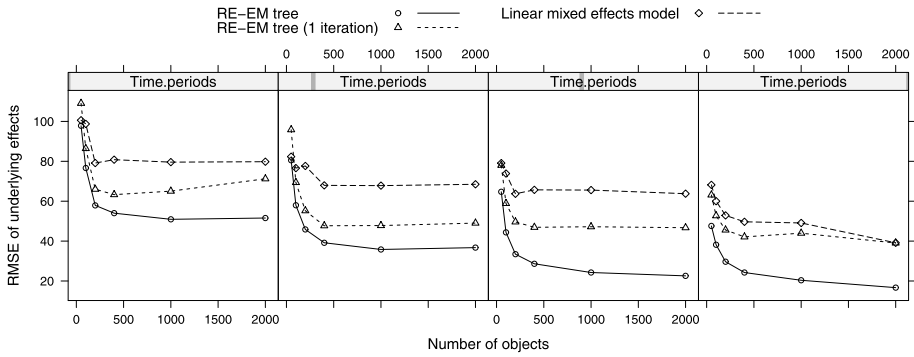 RE−EM tree
RE−EM tree (1 iteration)
Linear mixed effects model
0 500 1000 1500 2000
0 500 1000 1500 2000
Time.periods
Time.periods
Time.periods
Time.periods
RMSE of underlying effects
100
80
60
40
20
0 500 1000 1500 2000
0 500 1000 1500 2000
Number of objects